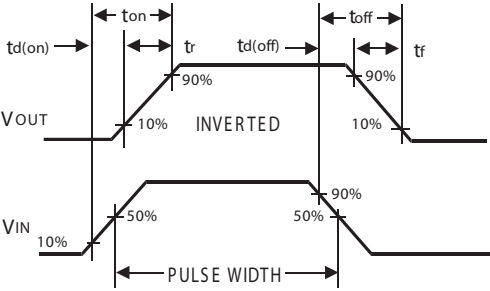 ton
toff
td(on)
tr
td(off)
tf
90%
90%
VOUT
10%
INVERTED
10%
90%
VIN
50%
50%
10%
PULSE WIDTH